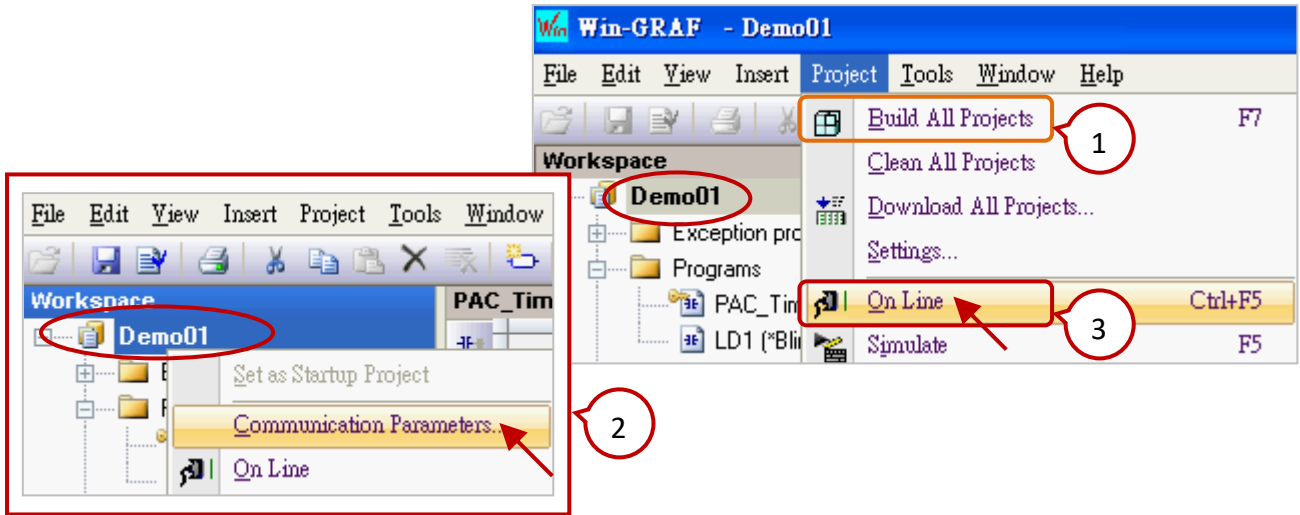 Win-GRAF - Demo01
File Edit View Insert Project Tools Window Help
Build All Projects F7
1
Clean All Projects
Download All Projects...
Settings...
On Line Ctrl+F5
3
Simulate F5
Workspace
Demo01
Exception pro
Programs
PAC_Tim
LD1 (*Blin
File Edit View Insert Project Tools Window
Workspace
PAC_Tim
Demo01
Set as Startup Project
Communication Parameters...
2
On Line